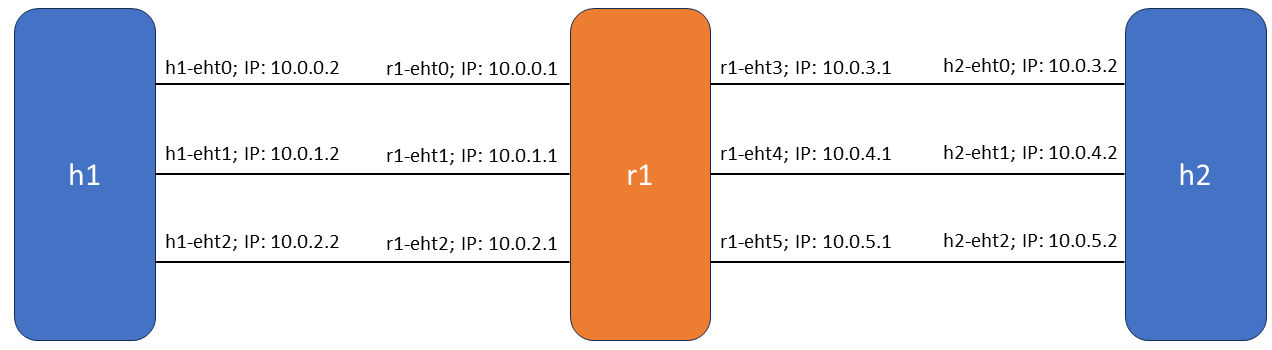 h1-eht0; IP: 10.0.0.2
r1-eht0; IP: 10.0.0.1
r1-eht3; IP: 10.0.3.1
h2-eht0; IP: 10.0.3.2
h1-eht1; IP: 10.0.1.2
r1-eht1; IP: 10.0.1.1
r1-eht4; IP: 10.0.4.1
h2-eht1; IP: 10.0.4.2
h1
r1
h2
h1-eht2; IP: 10.0.2.2
r1-eht2; IP: 10.0.2.1
r1-eht5; IP: 10.0.5.1
h2-eht2; IP: 10.0.5.2